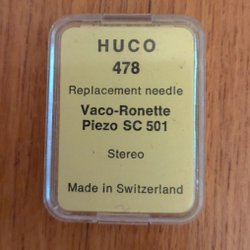 HUCO
478
Replacement needle
Vaco-Ronette
Piezo SC 501
Stereo
Made in Switzerland